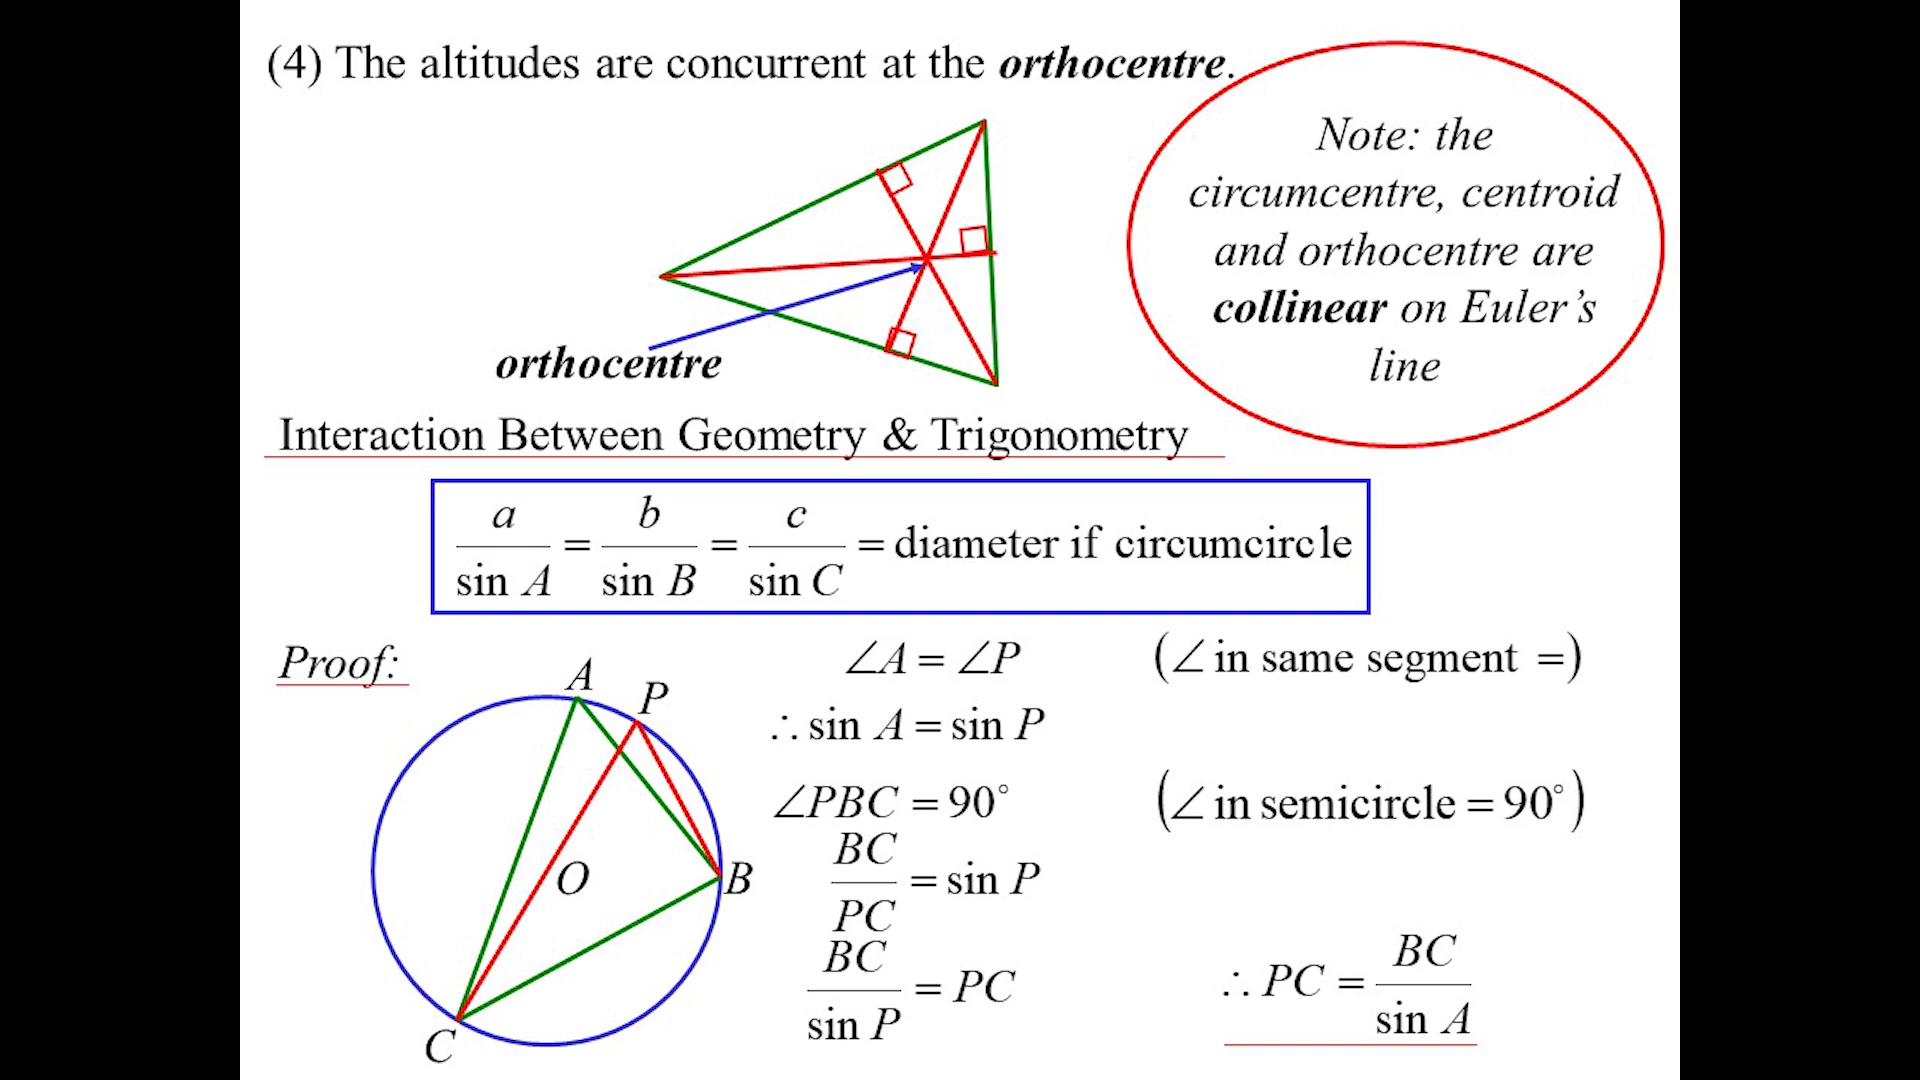 (4) The altitudes are concurrent at the orthocentre.
Note: the
circumcentre, centroid
and orthocentre are
collinear on Euler’s
line
orthocentre
Interaction Between Geometry & Trigonometry
a/sin A = b/sin B = c/sin C = diameter if circumcircle
Proof:
A
P
O
B
C
∠A = ∠P (∠ in same segment =)
∴ sin A = sin P
∠PBC = 90° (∠ in semicircle = 90°)
BC/PC = sin P
BC/sin P = PC ∴ PC = BC/sin A